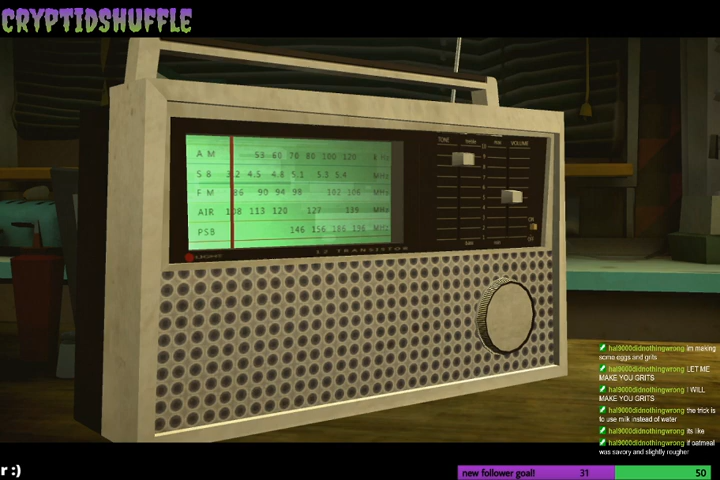 CRYPTIDSHUFFLE
TONE VOLUME
AM 53 60 70 80 100 120 KHz
SB 3.2 4.5 4.8 5.1 5.3 5.4 MHz
FM 86 90 94 98 102 106 MHz
AIR 108 113 120 127 135 MHz
PSB 146 156 186 196 MHz
LIGHT 12 TRANSISTOR
ON
hal9000didnothingwrong im making
some eggs and grits
hal9000didnothingwrong LET ME
MAKE YOU GRITS
hal9000didnothingwrong I WILL
MAKE YOU GRITS
hal9000didnothingwrong the trick is
to use milk instead of water
hal9000didnothingwrong its like
hal9000didnothingwrong if oatmeal
was savory and slightly rougher
r :)
new follower goal! 31 50